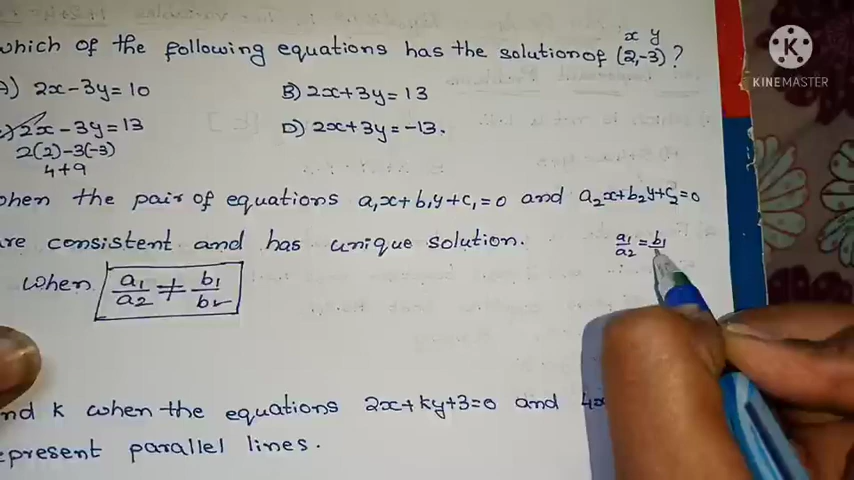 x y
which of the following equations has the solution of (2,-3)?
A) 2x-3y=10 B) 2x+3y=13
C) 2x-3y=13 D) 2x+3y=-13.
2(2)-3(-3)
4+9
when the pair of equations a₁x+b₁y+c₁=0 and a₂x+b₂y+c₂=0
are consistent and has unique solution.
a₁/a₂ = b₁
when a₁/a₂ ≠ b₁/b₂
find k when the equations 2x+ky+3=0 and 4x
represent parallel lines.
K
KINEMASTER